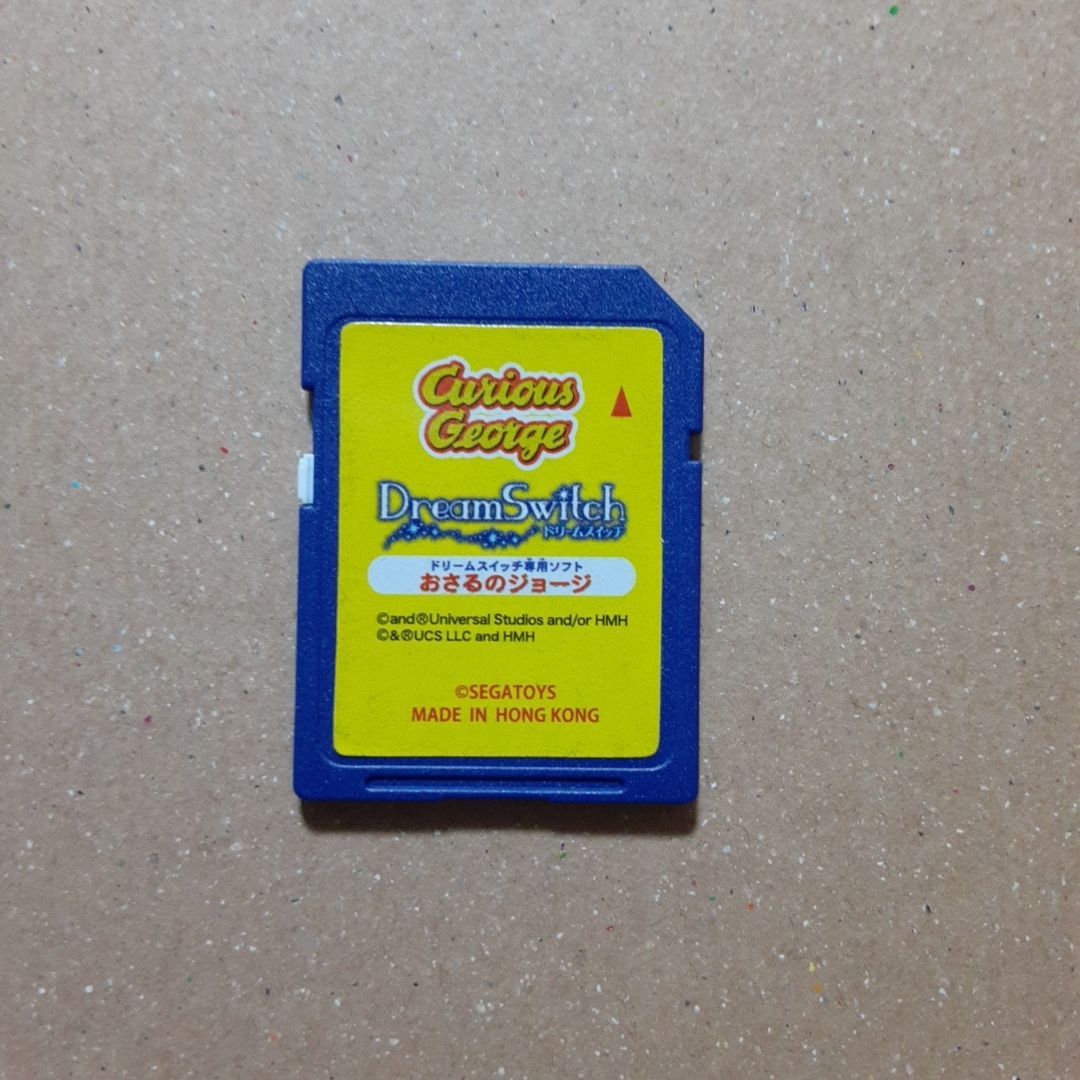 Curious
George
DreamSwitch
ドリームスイッチ
ドリームスイッチ専用ソフト
おさるのジョージ
©and®Universal Studios and/or HMH
©&®UCS LLC and HMH
©SEGATOYS
MADE IN HONG KONG